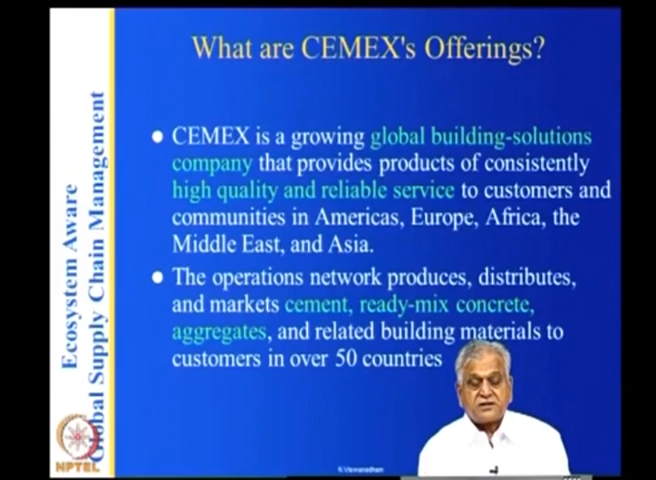 What are CEMEX's Offerings?
Ecosystem Aware
Global Supply Chain Management
● CEMEX is a growing global building-solutions
company that provides products of consistently
high quality and reliable service to customers and
communities in Americas, Europe, Africa, the
Middle East, and Asia.
● The operations network produces, distributes,
and markets cement, ready-mix concrete,
aggregates, and related building materials to
customers in over 50 countries
NPTEL
N.Viswanadham